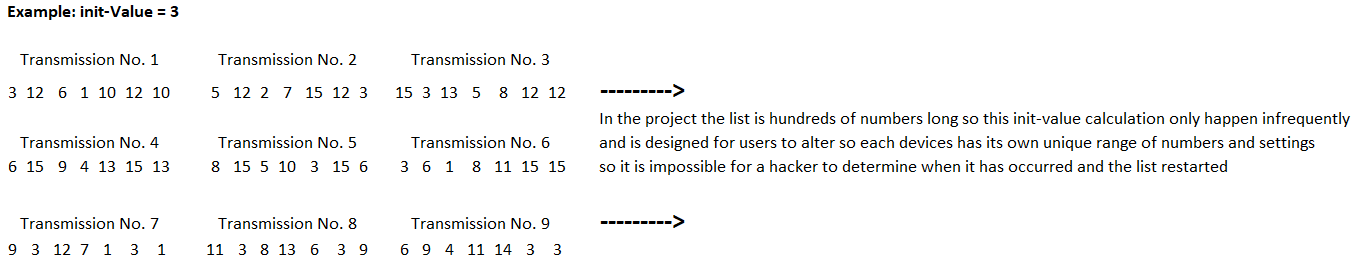 Example: init-Value = 3
Transmission No. 1 Transmission No. 2 Transmission No. 3
3 12 6 1 10 12 10 5 12 2 7 15 12 3 15 3 13 5 8 12 12 --------->
In the project the list is hundreds of numbers long so this init-value calculation only happen infrequently
Transmission No. 4 Transmission No. 5 Transmission No. 6 and is designed for users to alter so each devices has its own unique range of numbers and settings
6 15 9 4 13 15 13 8 15 5 10 3 15 6 3 6 1 8 11 15 15 so it is impossible for a hacker to determine when it has occurred and the list restarted
Transmission No. 7 Transmission No. 8 Transmission No. 9 --------->
9 3 12 7 1 3 1 11 3 8 13 6 3 9 6 9 4 11 14 3 3